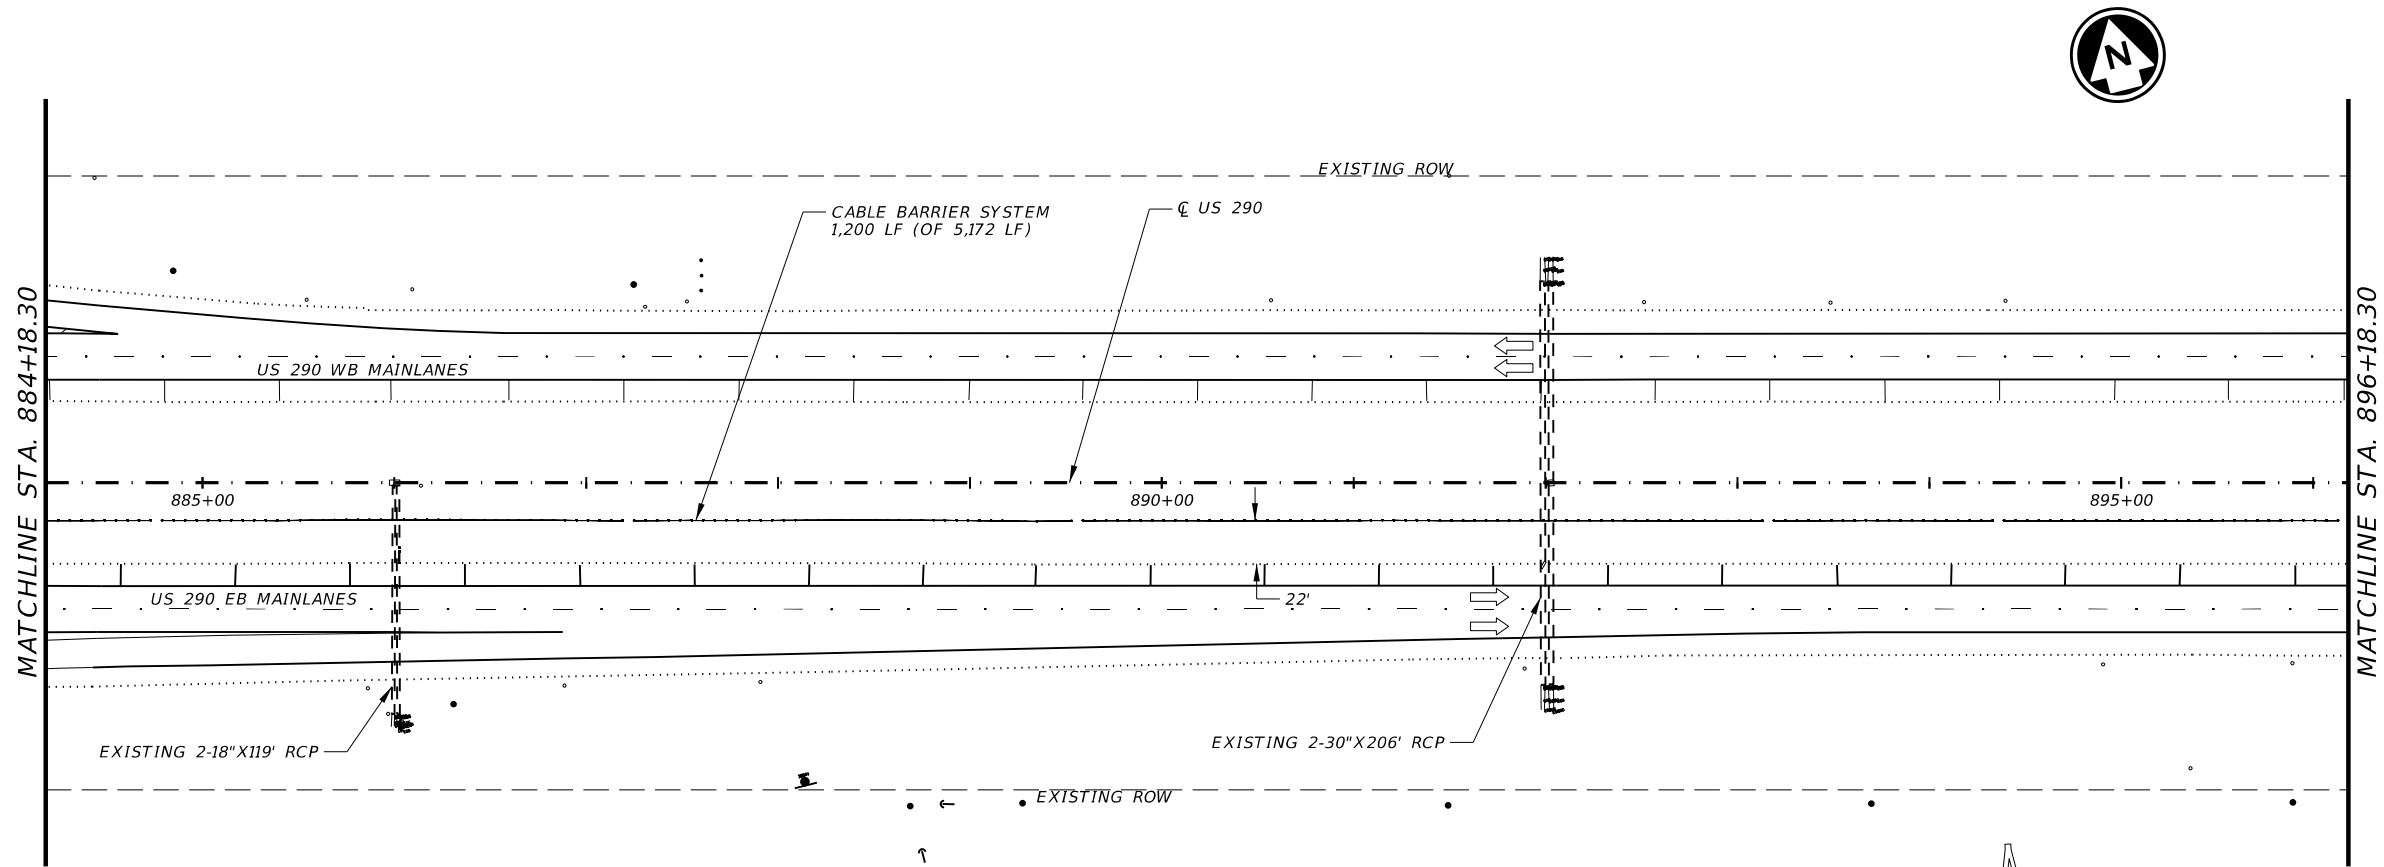 N
EXISTING ROW
CABLE BARRIER SYSTEM
1,200 LF (OF 5,172 LF)
℄ US 290
MATCHLINE STA. 884+18.30
MATCHLINE STA. 896+18.30
US 290 WB MAINLANES
885+00
890+00
895+00
US 290 EB MAINLANES
22'
EXISTING 2-18"X119' RCP
EXISTING 2-30"X206' RCP
EXISTING ROW